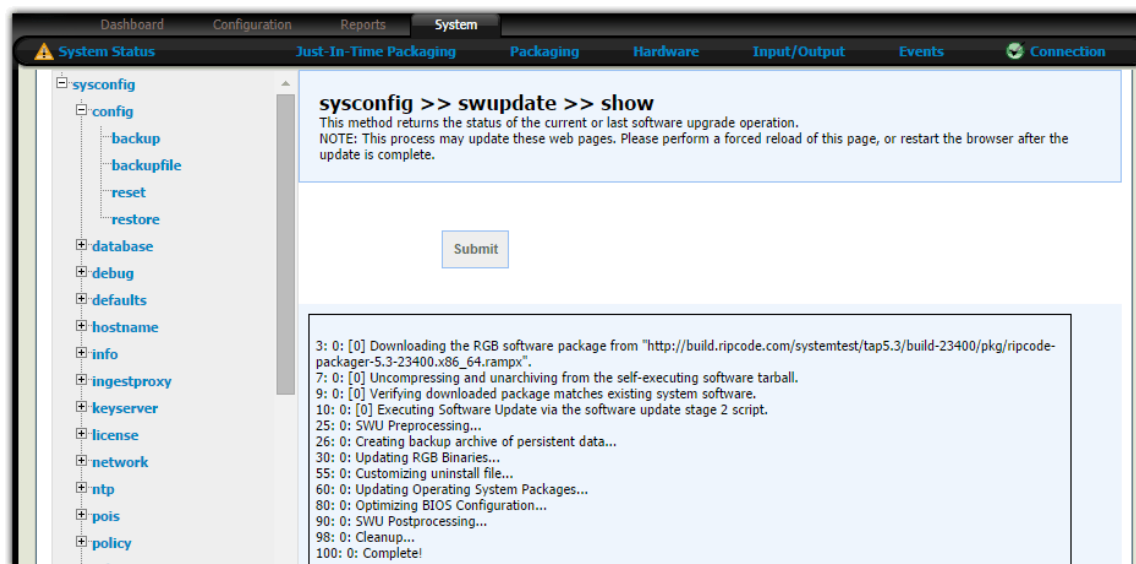 Dashboard Configuration Reports System
System Status Just-In-Time Packaging Packaging Hardware Input/Output Events Connection
sysconfig
config
backup
backupfile
reset
restore
database
debug
defaults
hostname
info
ingestproxy
keyserver
license
network
ntp
pois
policy
sysconfig >> swupdate >> show
This method returns the status of the current or last software upgrade operation.
NOTE: This process may update these web pages. Please perform a forced reload of this page, or restart the browser after the
update is complete.
Submit
3: 0: [0] Downloading the RGB software package from "http://build.ripcode.com/systemtest/tap5.3/build-23400/pkg/ripcode-
packager-5.3-23400.x86_64.rampx".
7: 0: [0] Uncompressing and unarchiving from the self-executing software tarball.
9: 0: [0] Verifying downloaded package matches existing system software.
10: 0: [0] Executing Software Update via the software update stage 2 script.
25: 0: SWU Preprocessing...
26: 0: Creating backup archive of persistent data...
30: 0: Updating RGB Binaries...
55: 0: Customizing uninstall file...
60: 0: Updating Operating System Packages...
80: 0: Optimizing BIOS Configuration...
90: 0: SWU Postprocessing...
98: 0: Cleanup...
100: 0: Complete!